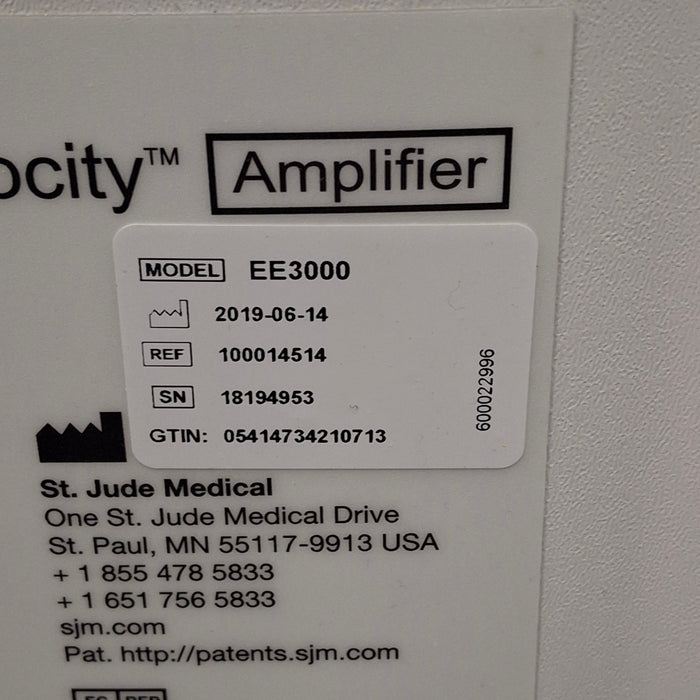 ocity™ Amplifier
MODEL EE3000
2019-06-14
REF 100014514
SN 18194953
GTIN: 05414734210713
600022996
St. Jude Medical
One St. Jude Medical Drive
St. Paul, MN 55117-9913 USA
+ 1 855 478 5833
+ 1 651 756 5833
sjm.com
Pat. http://patents.sjm.com
EC REP